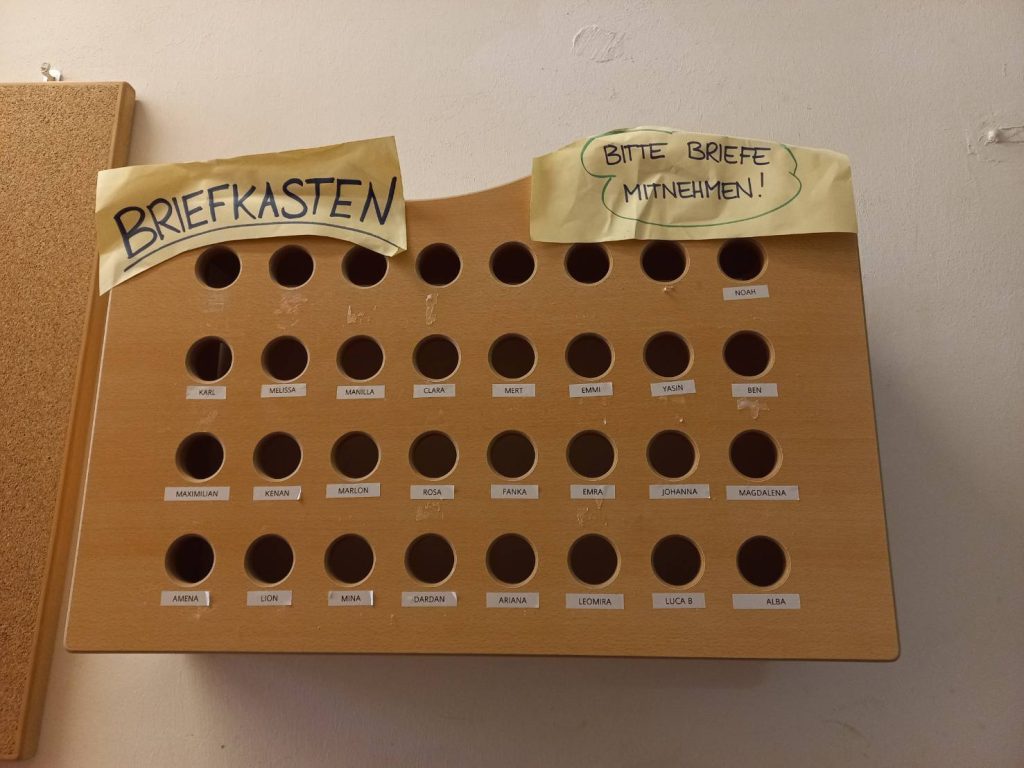 BRIEFKASTEN
BITTE BRIEFE
MITNEHMEN!
NOAH
KARL MELISSA MANILLA CLARA MERT EMMI YASIN BEN
MAXIMILIAN KENAN MARLON ROSA FANKA EMRA JOHANNA MAGDALENA
AMENA LION MINA DARDAN ARIANA LEOMIRA LUCA B ALBA